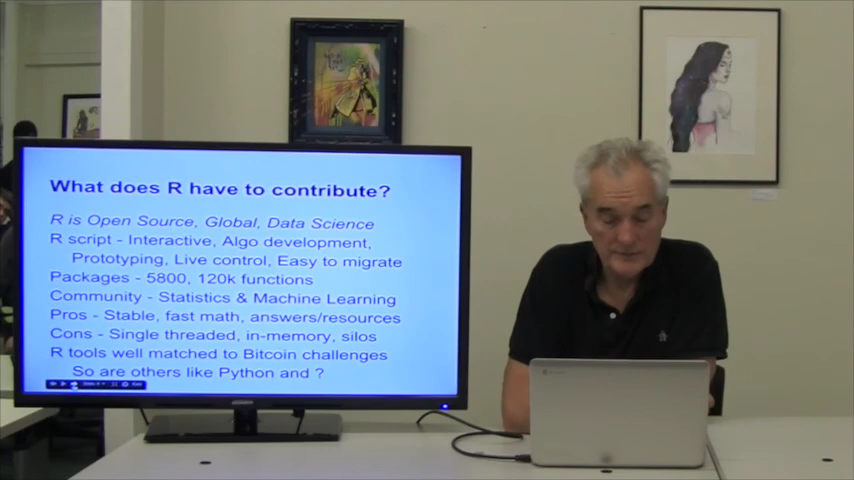 What does R have to contribute?
R is Open Source, Global, Data Science
R script - Interactive, Algo development,
Prototyping, Live control, Easy to migrate
Packages - 5800, 120k functions
Community - Statistics & Machine Learning
Pros - Stable, fast math, answers/resources
Cons - Single threaded, in-memory, silos
R tools well matched to Bitcoin challenges
So are others like Python and ?